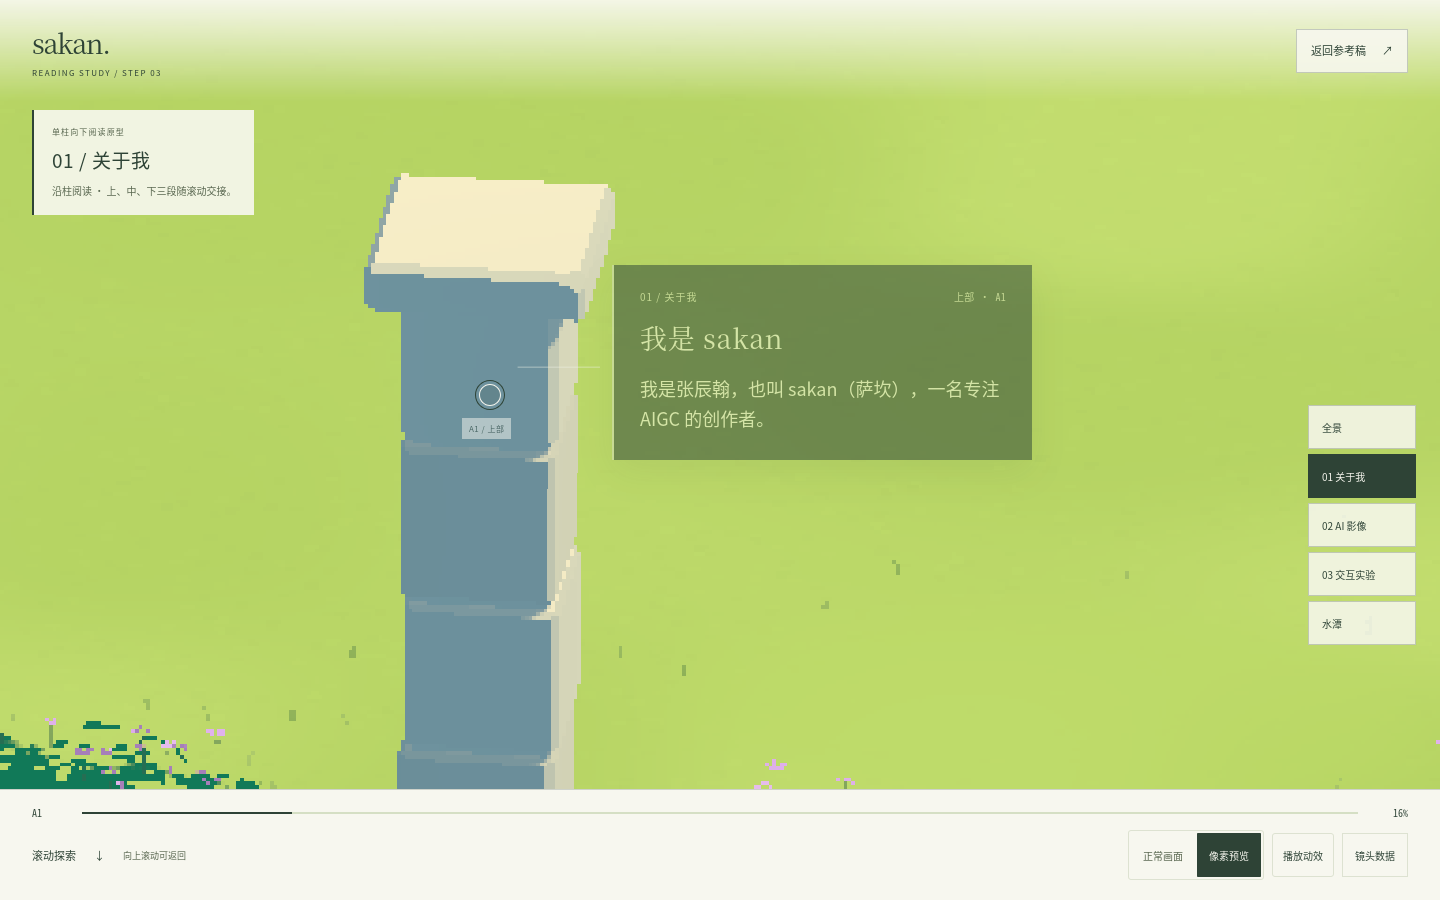 sakan.
READING STUDY / STEP 03
返回参考稿 ↗
单柱向下阅读原型
01 / 关于我
沿柱阅读 · 上、中、下三段随滚动交接。
01 / 关于我
上部 · A1
我是 sakan
我是张辰翰，也叫 sakan（萨坎），一名专注
AIGC 的创作者。
A1 / 上部
全景
01 关于我
02 AI 影像
03 交互实验
水潭
A1
16%
滚动探索 ↓ 向上滚动可返回
正常画面
像素预览
播放动效
镜头数据